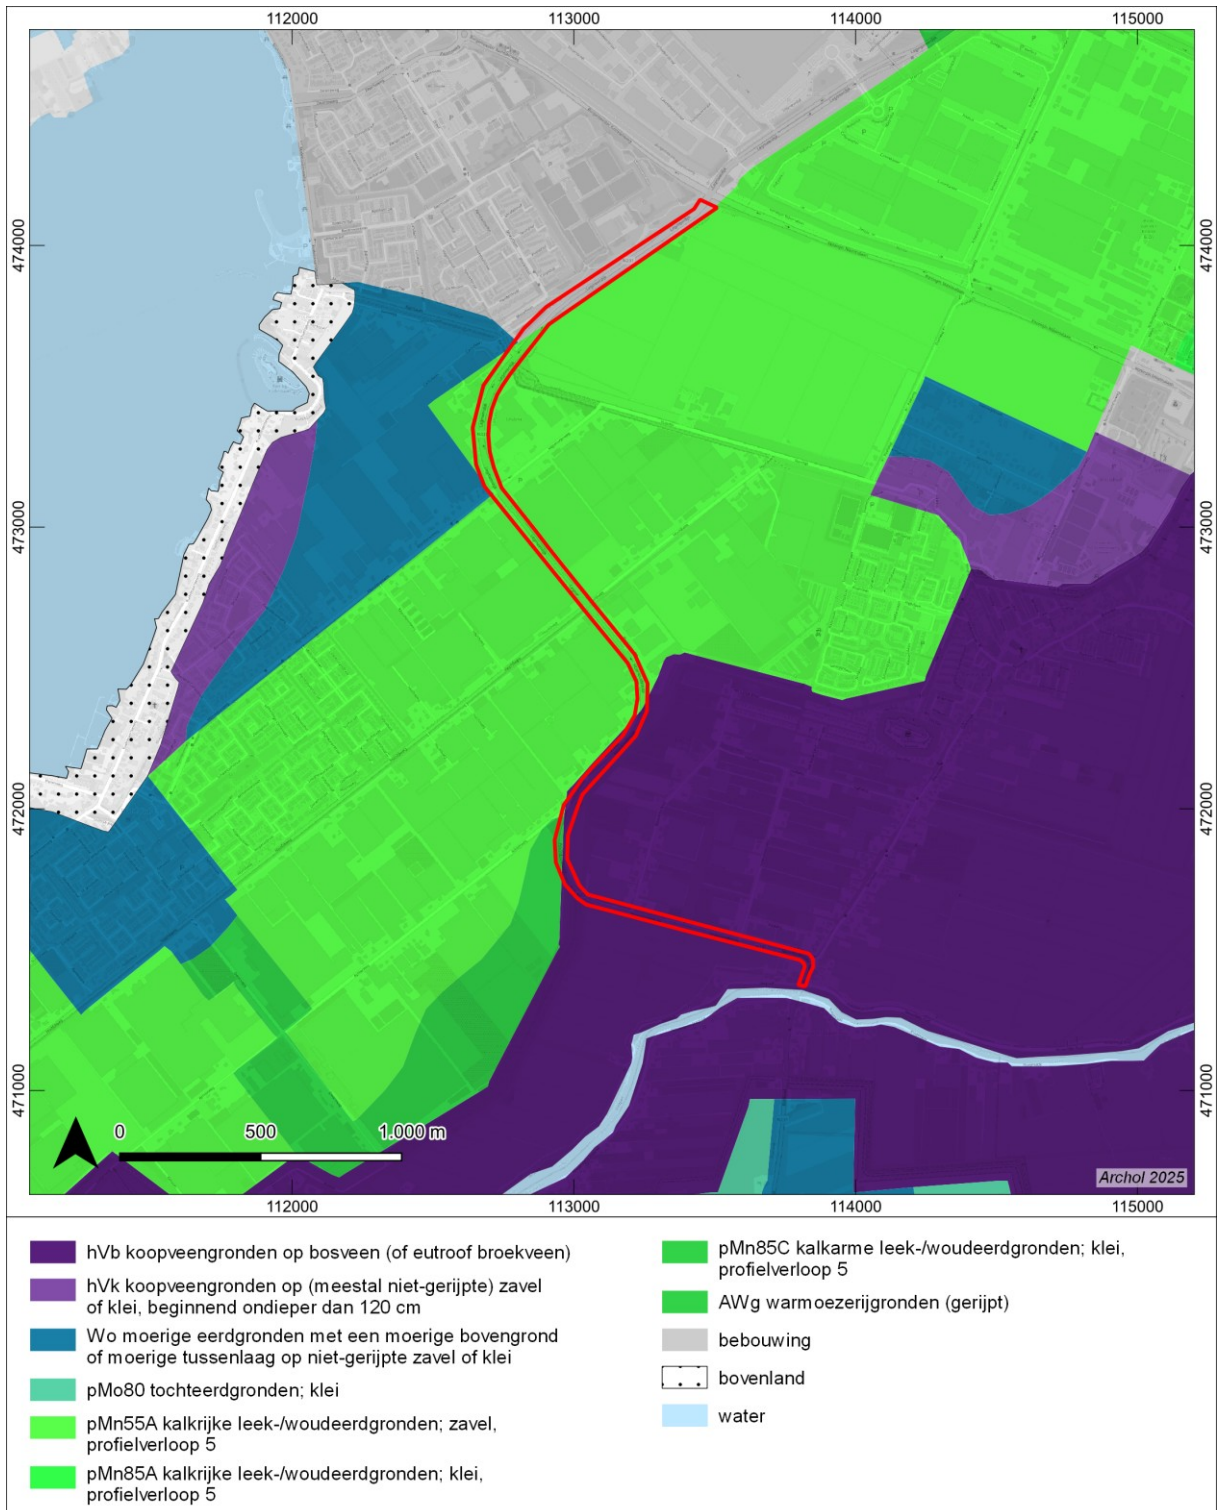 112000 113000 114000 115000
474000 474000
473000 473000
472000 472000
471000 471000
0 500 1.000 m
Archol 2025
112000 113000 114000 115000
hVb koopveengronden op bosveen (of eutroof broekveen)
hVk koopveengronden op (meestal niet-gerijpte) zavel
of klei, beginnend ondieper dan 120 cm
Wo moerige eerdgronden met een moerige bovengrond
of moerige tussenlaag op niet-gerijpte zavel of klei
pMo80 tochteerdgronden; klei
pMn55A kalkrijke leek-/woudeerdgronden; zavel,
profielverloop 5
pMn85A kalkrijke leek-/woudeerdgronden; klei,
profielverloop 5
pMn85C kalkarme leek-/woudeerdgronden; klei,
profielverloop 5
AWg warmoezerijgronden (gerijpt)
bebouwing
bovenland
water